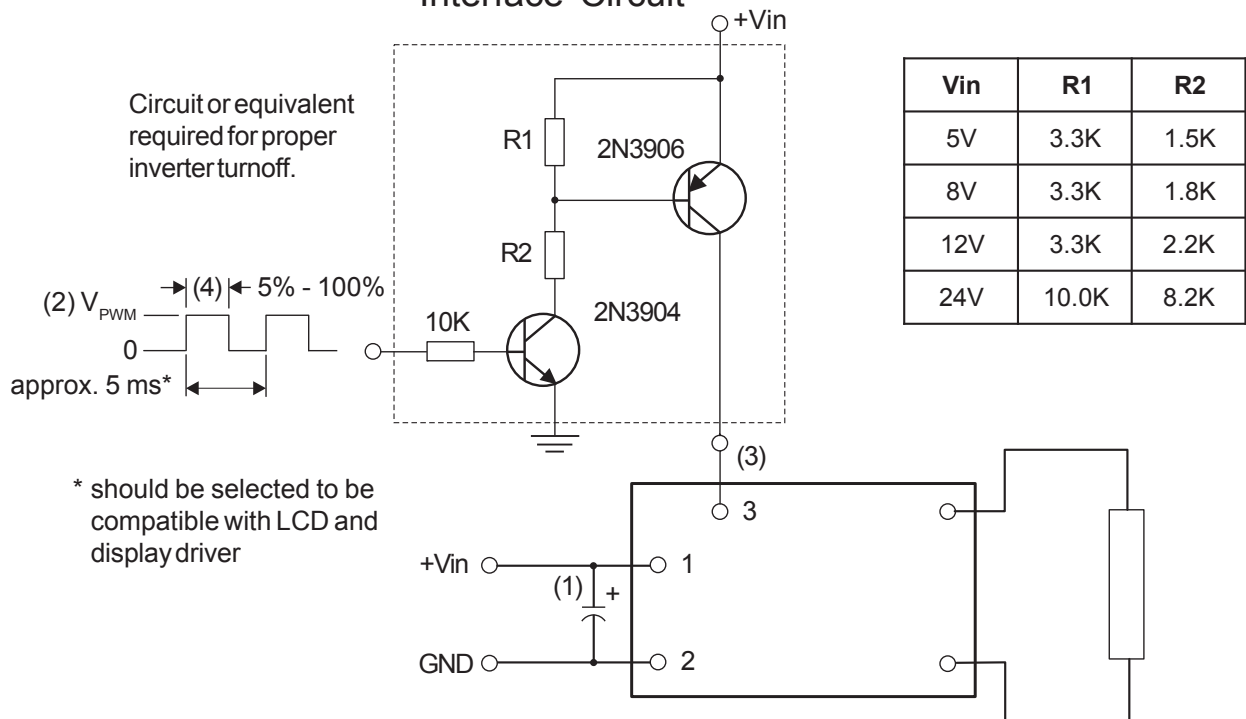 Interface Circuit
+Vin
Circuit or equivalent
required for proper
inverter turnoff.
R1
2N3906
R2
2N3904
10K
(4) 5% - 100%
(2) VPWM
0
approx. 5 ms*
* should be selected to be
compatible with LCD and
display driver
Vin R1 R2
5V 3.3K 1.5K
8V 3.3K 1.8K
12V 3.3K 2.2K
24V 10.0K 8.2K
(3)
3
+Vin
1
(1) +
GND
2